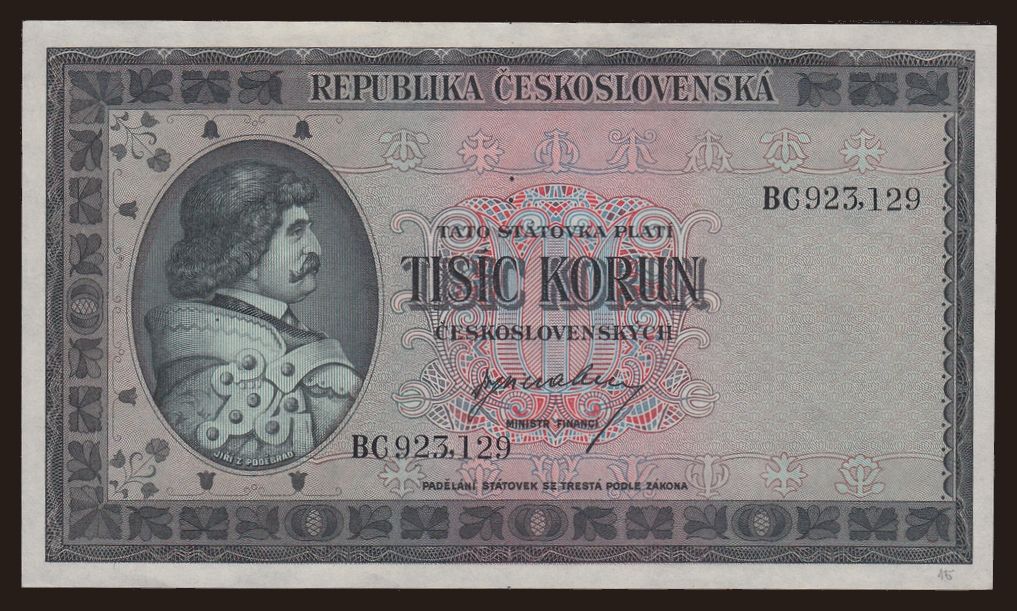 REPUBLIKA ČESKOSLOVENSKÁ
BC923,129
TATO STÁTOVKA PLATÍ
TISÍC KORUN
ČESKOSLOVENSKÝCH
MINISTR FINANCÍ
JIŘÍ Z PODĚBRAD
BC923,129
PADĚLÁNÍ STÁTOVEK SE TRESTÁ PODLE ZÁKONA